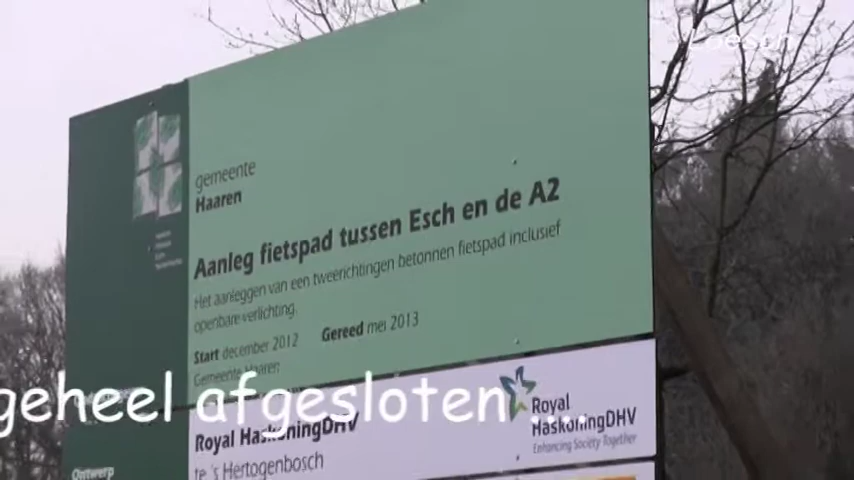 Loesch
gemeente
Haaren
Aanleg fietspad tussen Esch en de A2
Het aanleggen van een tweerichtingen betonnen fietspad inclusief
openbare verlichting.
Start december 2012 Gereed mei 2013
Gemeente Haaren
geheel afgesloten ....
Royal HaskoningDHV
te 's Hertogenbosch
Royal
HaskoningDHV
Enhancing Society Together
Ontwerp